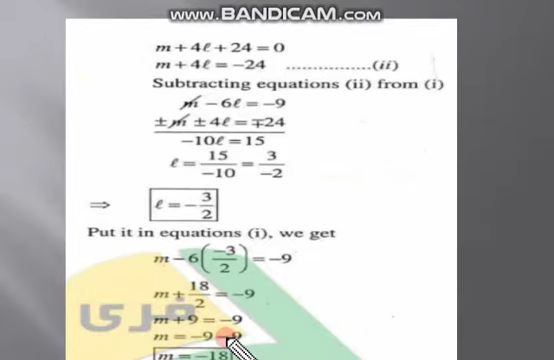 www.BANDICAM.com
m + 4ℓ + 24 = 0
m + 4ℓ = −24 ..................(ii)
Subtracting equations (ii) from (i)
m − 6ℓ = −9
± m ± 4ℓ = ∓24
−10ℓ = 15
ℓ = 15/−10 = 3/−2
⇒ ℓ = −3/2
Put it in equations (i), we get
m − 6(−3/2) = −9
m + 18/2 = −9
m + 9 = −9
m = −9 − 9
m = −18